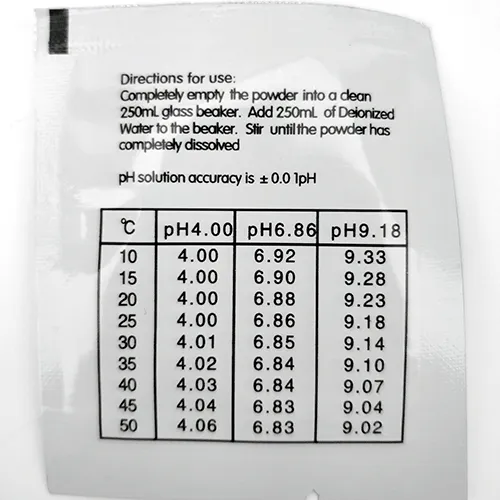 Directions for use:
Completely empty the powder into a clean
250mL glass beaker. Add 250mL of Deionized
Water to the beaker. Stir until the powder has
completely dissolved
pH solution accuracy is ± 0.01pH
℃ pH4.00 pH6.86 pH9.18
10 4.00 6.92 9.33
15 4.00 6.90 9.28
20 4.00 6.88 9.23
25 4.00 6.86 9.18
30 4.01 6.85 9.14
35 4.02 6.84 9.10
40 4.03 6.84 9.07
45 4.04 6.83 9.04
50 4.06 6.83 9.02